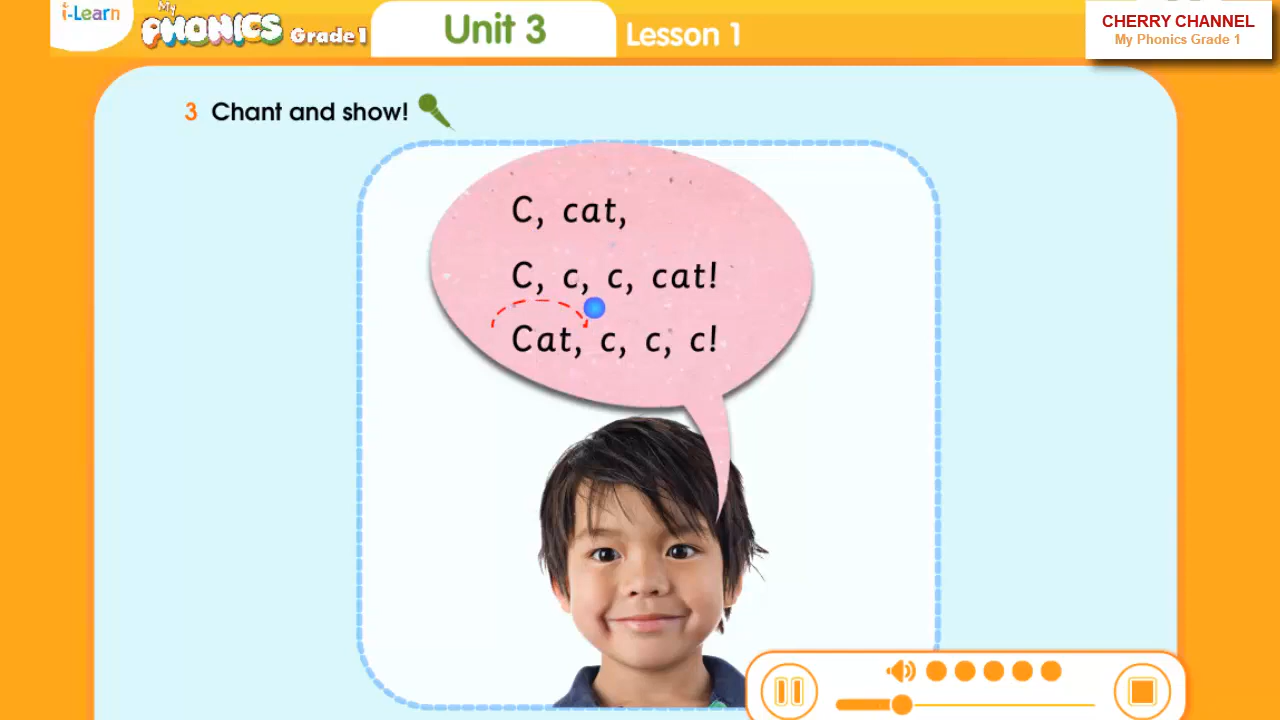 i-Learn
My
PHONICS Grade 1
Unit 3
Lesson 1
CHERRY CHANNEL
My Phonics Grade 1
3 Chant and show!
C, cat,
C, c, c, cat!
Cat, c, c, c!